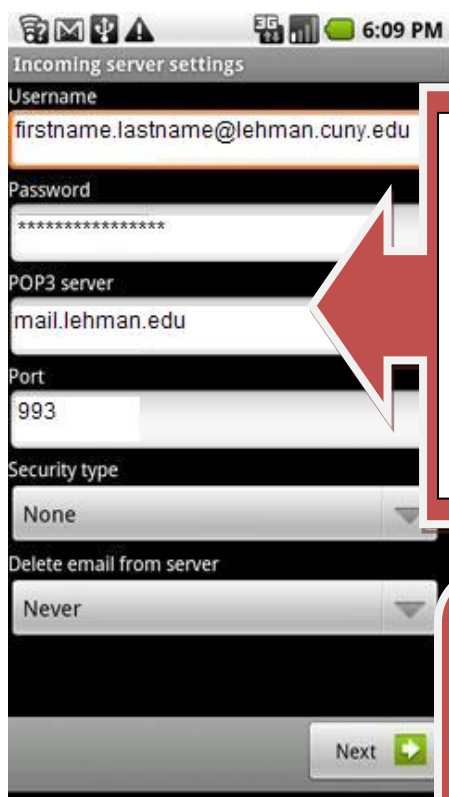 3G
6:09 PM
Incoming server settings
Username
firstname.lastname@lehman.cuny.edu
Password
****************
POP3 server
mail.lehman.edu
Port
993
Security type
None
Delete email from server
Never
Next